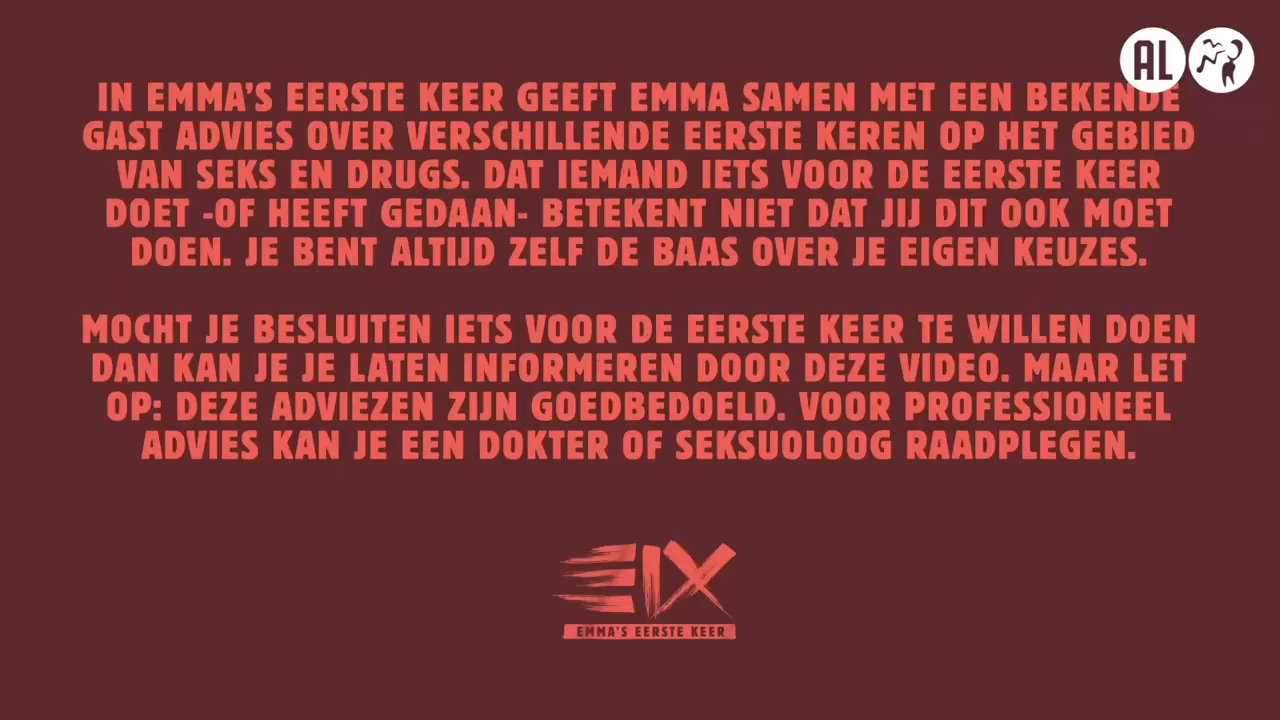 AL
IN EMMA'S EERSTE KEER GEEFT EMMA SAMEN MET EEN BEKENDE
GAST ADVIES OVER VERSCHILLENDE EERSTE KEREN OP HET GEBIED
VAN SEKS EN DRUGS. DAT IEMAND IETS VOOR DE EERSTE KEER
DOET -OF HEEFT GEDAAN- BETEKENT NIET DAT JIJ DIT OOK MOET
DOEN. JE BENT ALTIJD ZELF DE BAAS OVER JE EIGEN KEUZES.
MOCHT JE BESLUITEN IETS VOOR DE EERSTE KEER TE WILLEN DOEN
DAN KAN JE JE LATEN INFORMEREN DOOR DEZE VIDEO. MAAR LET
OP: DEZE ADVIEZEN ZIJN GOEDBEDOELD. VOOR PROFESSIONEEL
ADVIES KAN JE EEN DOKTER OF SEKSUOLOOG RAADPLEGEN.
E1X
EMMA'S EERSTE KEER